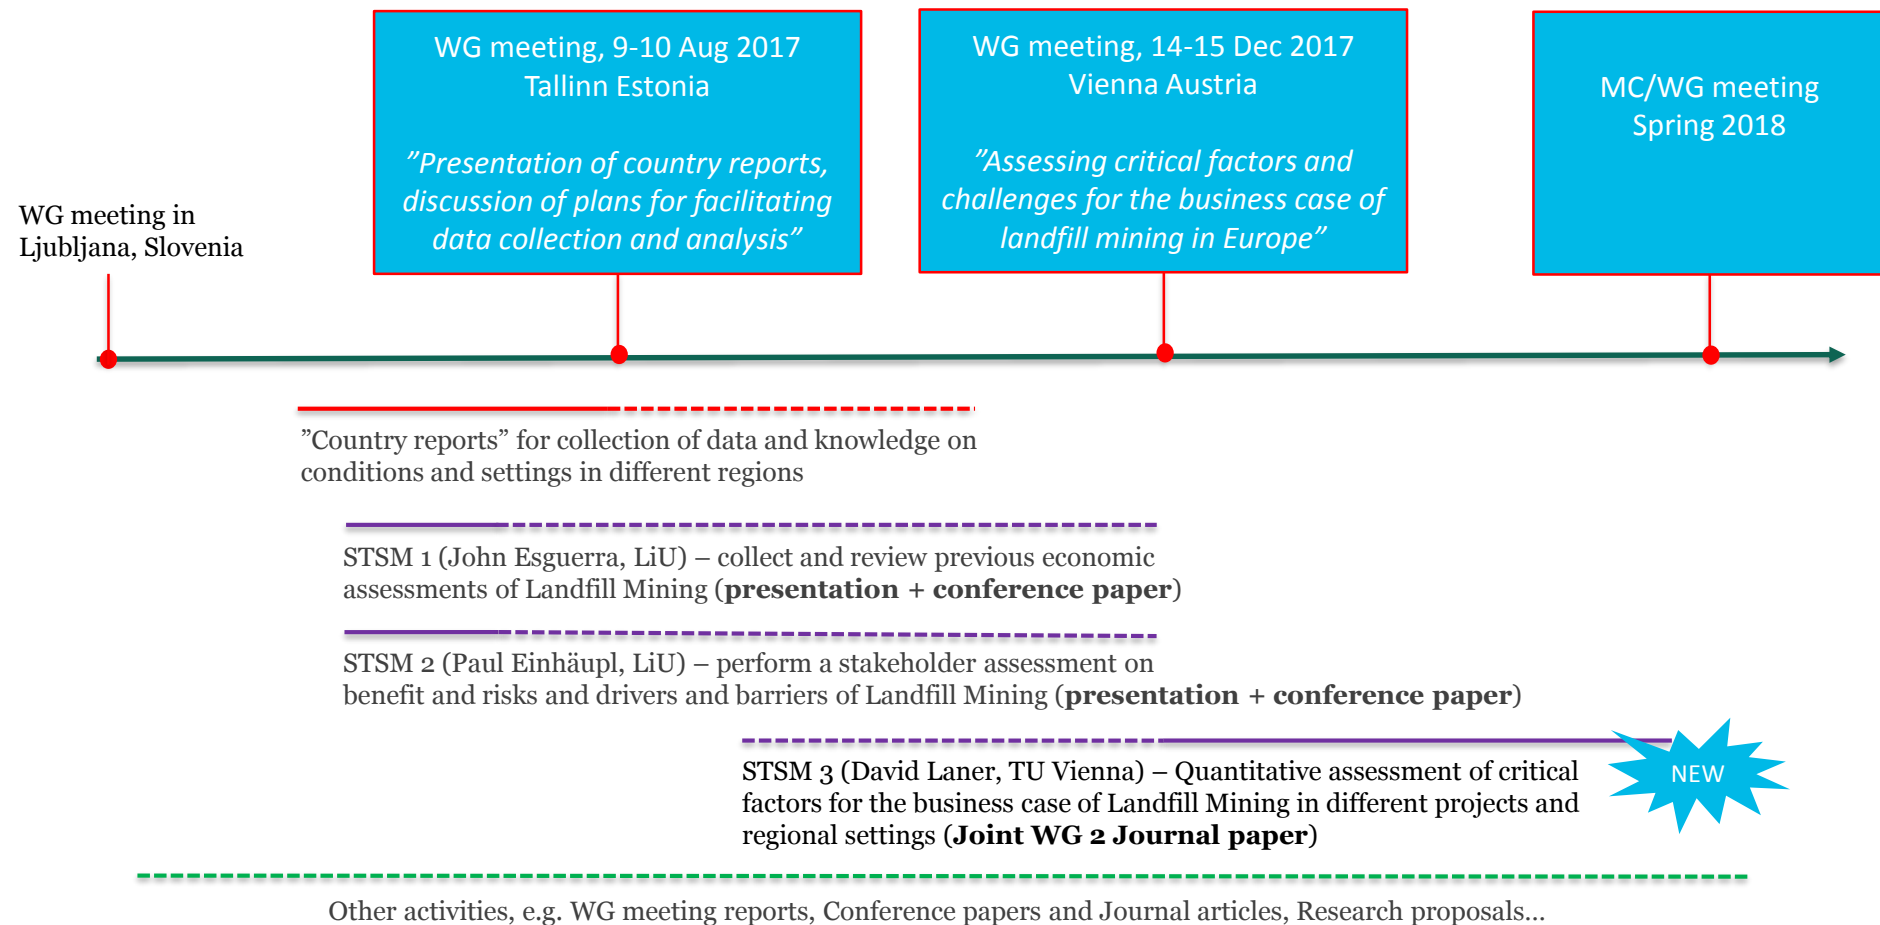 WG meeting, 9-10 Aug 2017
Tallinn Estonia
”Presentation of country reports,
discussion of plans for facilitating
data collection and analysis”
WG meeting, 14-15 Dec 2017
Vienna Austria
”Assessing critical factors and
challenges for the business case of
landfill mining in Europe”
MC/WG meeting
Spring 2018
WG meeting in
Ljubljana, Slovenia
”Country reports” for collection of data and knowledge on
conditions and settings in different regions
STSM 1 (John Esguerra, LiU) – collect and review previous economic
assessments of Landfill Mining (presentation + conference paper)
STSM 2 (Paul Einhäupl, LiU) – perform a stakeholder assessment on
benefit and risks and drivers and barriers of Landfill Mining (presentation + conference paper)
STSM 3 (David Laner, TU Vienna) – Quantitative assessment of critical
factors for the business case of Landfill Mining in different projects and
regional settings (Joint WG 2 Journal paper)
NEW
Other activities, e.g. WG meeting reports, Conference papers and Journal articles, Research proposals...